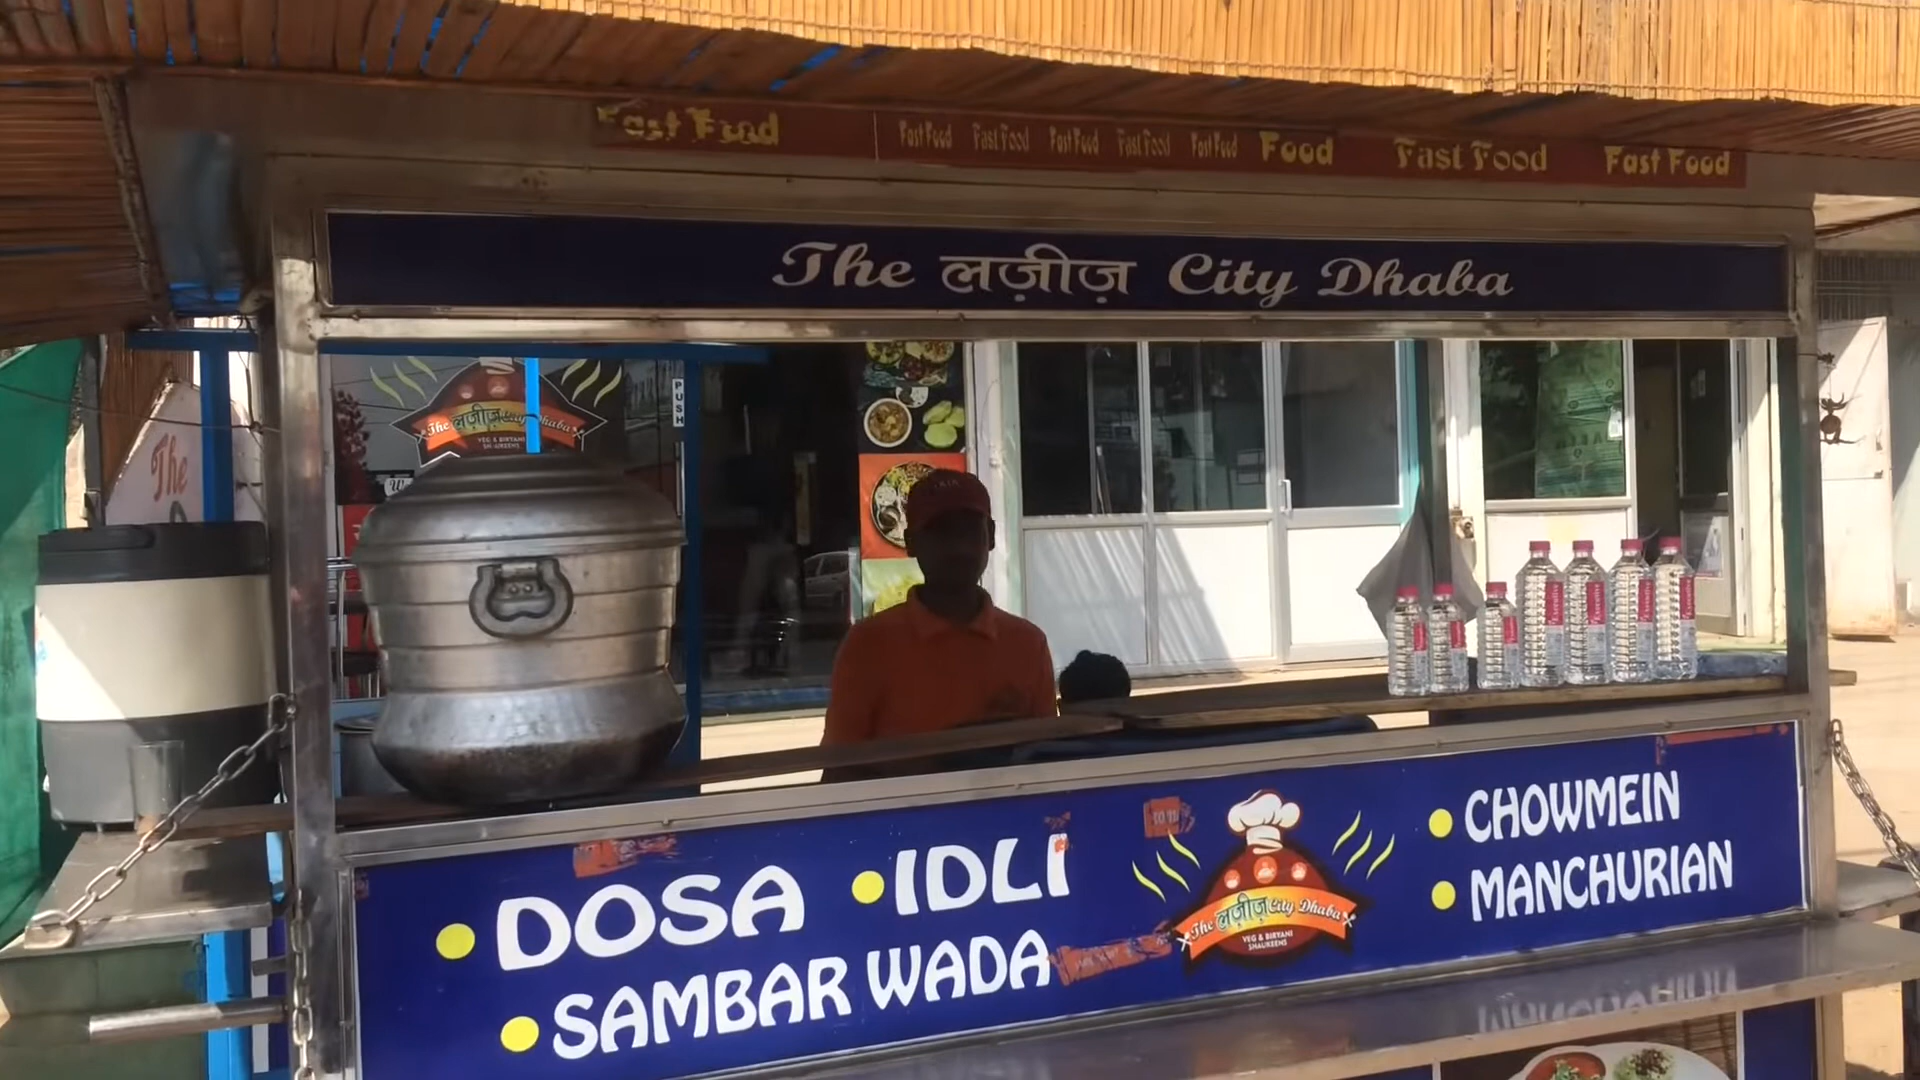 Fast Food
Fast Food Fast Food Fast Food Fast Food Fast Food Food Fast Food Fast Food
The लज़ीज़ City Dhaba
PUSH
The लज़ीज़ City Dhaba
VEG & BIRYANI
SHAUKEENS
The
• DOSA • IDLI
• SAMBAR WADA
The लज़ीज़ City Dhaba
VEG & BIRYANI
SHAUKEENS
• CHOWMEIN
• MANCHURIAN